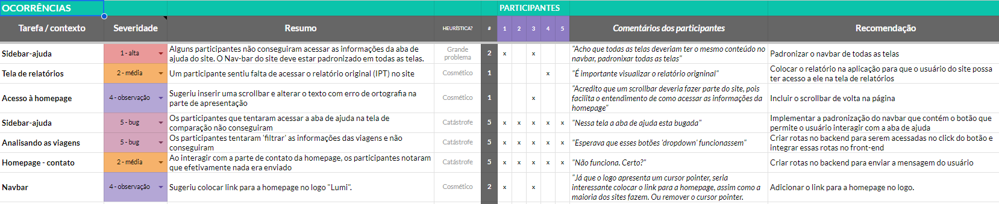 OCORRÊNCIAS PARTICIPANTES
Tarefa / contexto Severidade Resumo HEURÍSTICA? # 1 2 3 4 5 Comentários dos participantes Recomendação
Sidebar-ajuda 1 - alta
Alguns participantes não conseguiram acessar as informações da aba de
ajuda do site. O Nav-bar do site deve estar padronizado em todas as telas.
Grande
problema
2 x x
"Acho que todas as telas deveriam ter o mesmo conteúdo no
navbar, padronixar todas as telas"
Padronizar o navbar de todas as telas
Tela de relatórios 2 - média
Um participante sentiu falta de acessar o relatório original (IPT) no site
Cosmético 1 x
"É importante visualizar o relatório origninal"
Colocar o relatório na aplicação para que o usuário do site possa
ter acesso a ele na tela de relatórios
Acesso à homepage 4 - observação
Sugeriu inserir uma scrollbar e alterar o texto com erro de ortografia na
parte de apresentação
Cosmético 1 x
"Acredito que um scrollbar deveria fazer parte do site, pois
facilita o entendimento de como acessar as informações da
homepage"
Incluir o scrollbar de volta na página
Sidebar-ajuda 5 - bug
Os participantes que tentaram acessar a aba de ajuda na tela de
comparação não conseguiram
Catástrofe 5 x x x x x
"Nessa tela a aba de ajuda esta bugada"
Implementar a padronização do navbar que contém o botão que
permite o usuário interagir com a aba de ajuda
Analisando as viagens 5 - bug
Os participantes tentaram 'filtrar' as informações das viagens e não
conseguiram
Catástrofe 5 x x x x x
"Esperava que esses botões 'dropdown' funcionassem"
Criar rotas no backend para serem acessadas no click do botão e
integrar essas rotas no front-end
Homepage - contato 2 - média
Ao interagir com a parte de contato da homepage, os participantes notaram
que efetivamente nada era enviado
Catástrofe 5 x x x x x
"Não funciona. Certo?"
Criar rotas no backend para enviar a mensagem do usuário
Navbar 4 - observação
Sugeriu colocar link para a homepage no logo "Lumi".
Cosmético 2 x x
"Já que o logo apresenta um cursor pointer, seria
interessante colocar o link para a homepage, assim como a
maioria dos sites fazem. Ou remover o cursor pointer.
Adicionar o link para a homepage no logo.